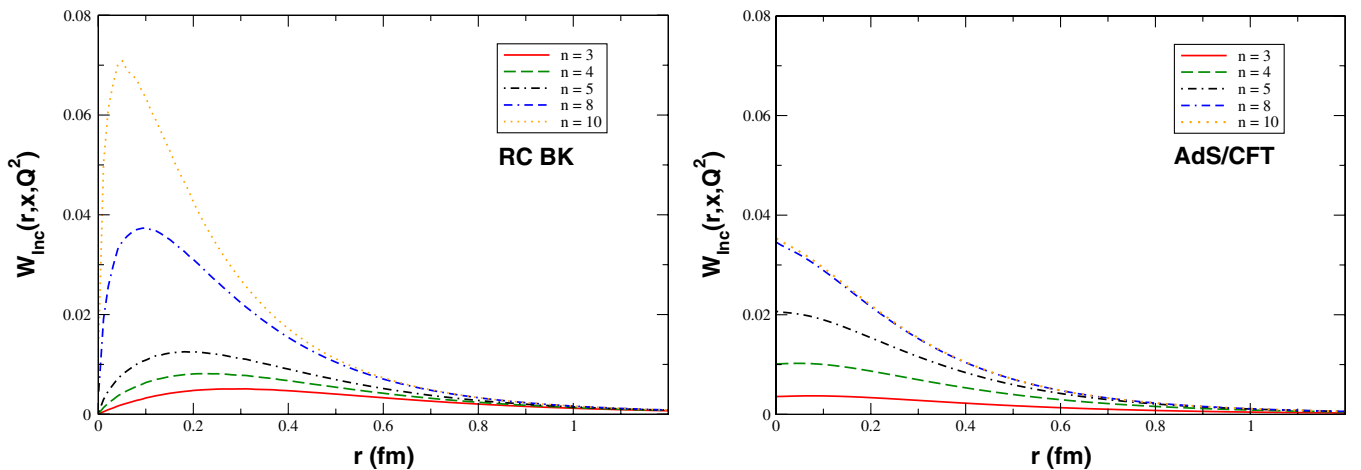 0.08
0.06
0.04
0.02
0
W_Inc(r,x,Q^2)
n = 3
n = 4
n = 5
n = 8
n = 10
RC BK
0 0.2 0.4 0.6 0.8 1
r (fm)
0.08
0.06
0.04
0.02
0
W_Inc(r,x,Q^2)
n = 3
n = 4
n = 5
n = 8
n = 10
AdS/CFT
0 0.2 0.4 0.6 0.8 1
r (fm)